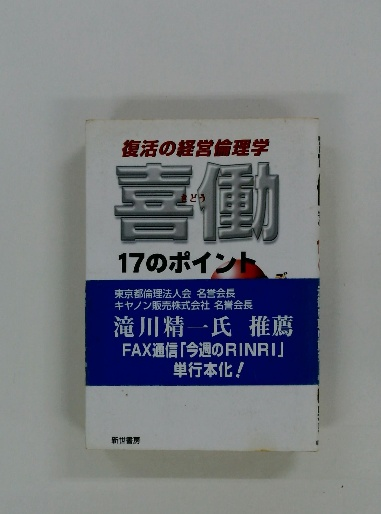 復活の経営倫理学
喜働
きどう
17のポイント
東京都倫理法人会 名誉会長
キヤノン販売株式会社 名誉会長
滝川精一氏 推薦
FAX通信「今週のRINRI」
単行本化!
新世書房